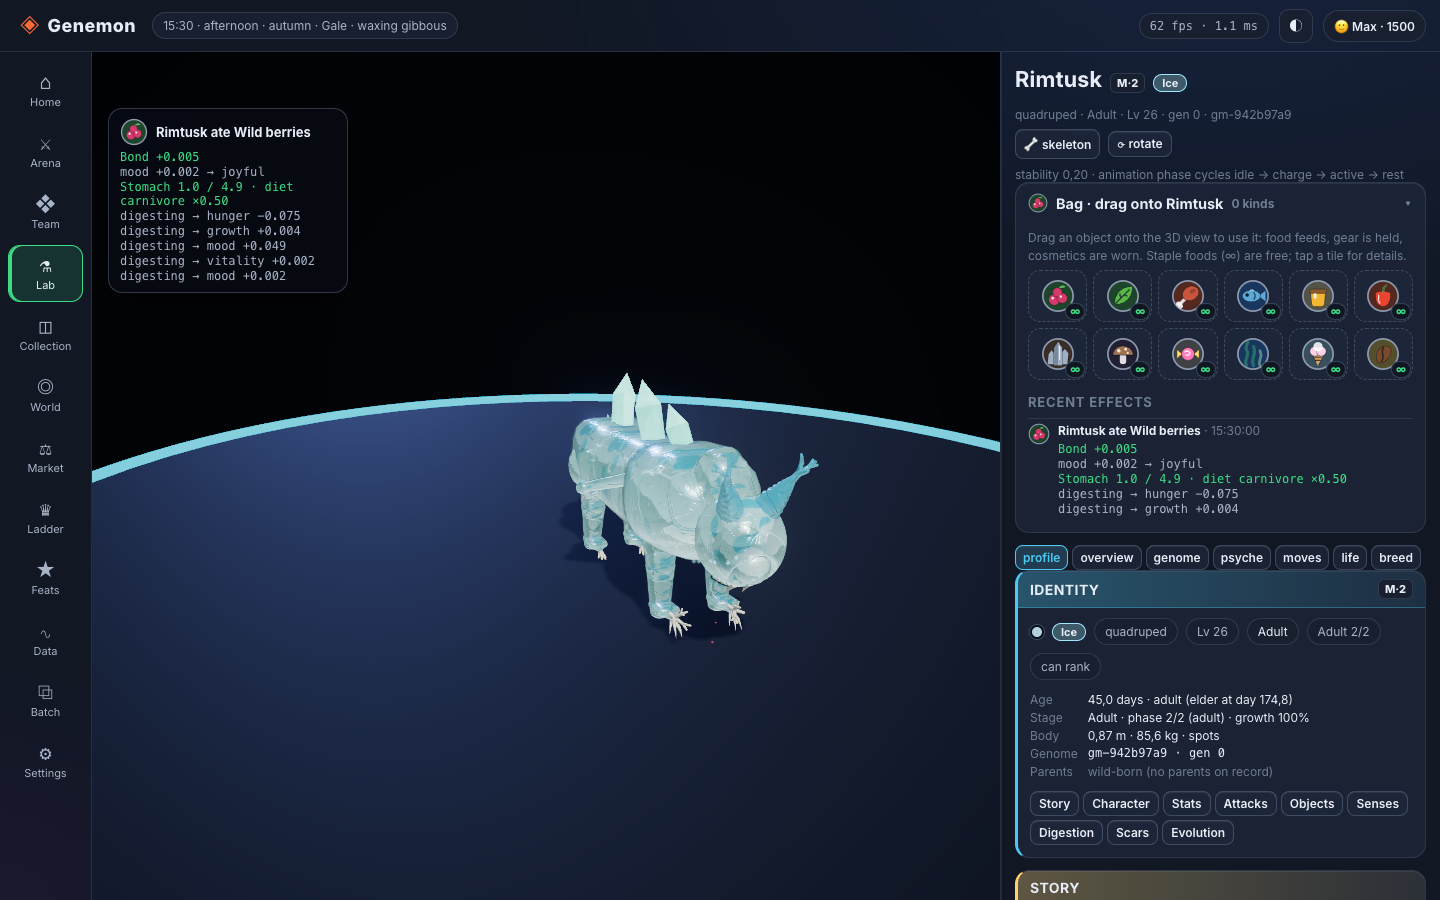 Genemon
15:30 · afternoon · autumn · Gale · waxing gibbous
62 fps · 1.1 ms
Max · 1500
Home
Arena
Team
Lab
Collection
World
Market
Ladder
Feats
Data
Batch
Settings
Rimtusk ate Wild berries
Bond +0.005
mood +0.002 → joyful
Stomach 1.0 / 4.9 · diet
carnivore ×0.50
digesting → hunger −0.075
digesting → growth +0.004
digesting → mood +0.049
digesting → vitality +0.002
digesting → mood +0.002
Rimtusk M·2 Ice
quadruped · Adult · Lv 26 · gen 0 · gm-942b97a9
skeleton rotate
stability 0,20 · animation phase cycles idle → charge → active → rest
Bag · drag onto Rimtusk 0 kinds
Drag an object onto the 3D view to use it: food feeds, gear is held,
cosmetics are worn. Staple foods (∞) are free; tap a tile for details.
∞ ∞ ∞ ∞ ∞ ∞
∞ ∞ ∞ ∞ ∞ ∞
RECENT EFFECTS
Rimtusk ate Wild berries · 15:30:00
Bond +0.005
mood +0.002 → joyful
Stomach 1.0 / 4.9 · diet carnivore ×0.50
digesting → hunger −0.075
digesting → growth +0.004
profile overview genome psyche moves life breed
IDENTITY M·2
Ice quadruped Lv 26 Adult Adult 2/2
can rank
Age 45,0 days · adult (elder at day 174,8)
Stage Adult · phase 2/2 (adult) · growth 100%
Body 0,87 m · 85,6 kg · spots
Genome gm-942b97a9 · gen 0
Parents wild-born (no parents on record)
Story Character Stats Attacks Objects Senses
Digestion Scars Evolution
STORY